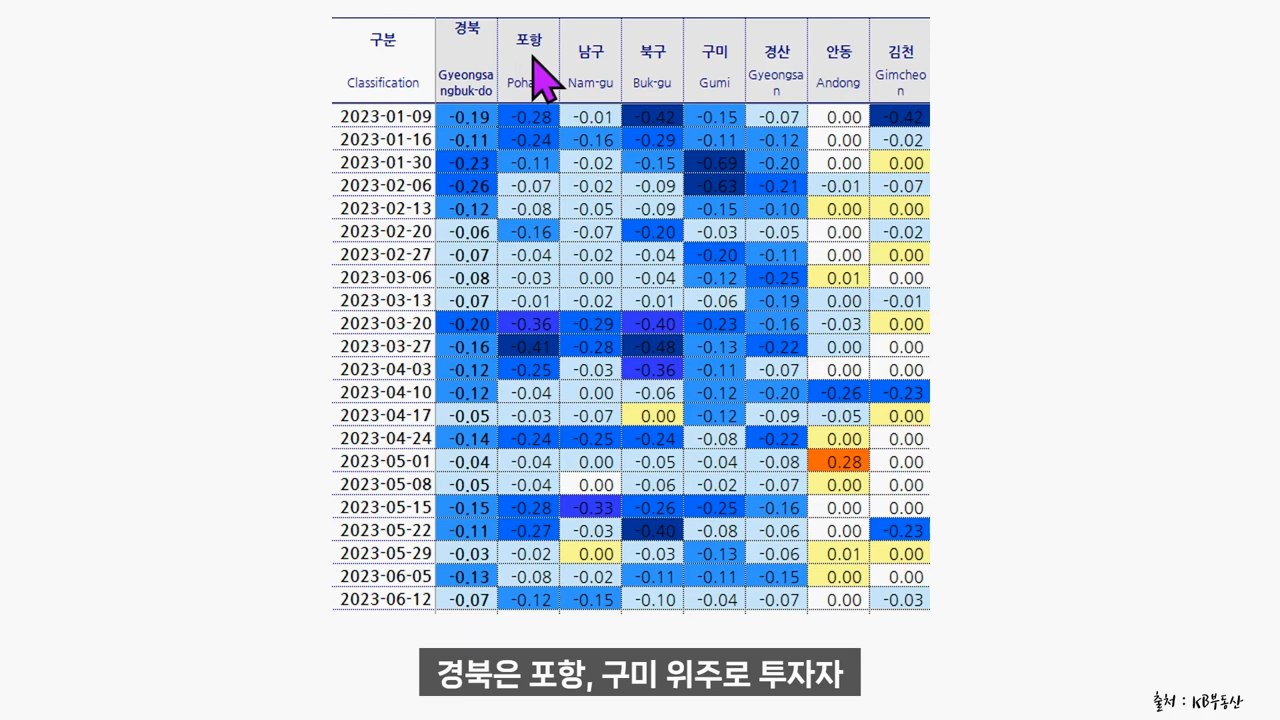 구분 경북 포항 남구 북구 구미 경산 안동 김천
Classification Gyeongsa Nam-gu Buk-gu Gumi Gyeongsa Andong Gimcheo
ngbuk-do n n
2023-01-09 -0.19 -0.28 -0.01 -0.42 -0.15 -0.07 0.00 -0.42
2023-01-16 -0.11 -0.24 -0.16 -0.29 -0.11 -0.12 0.00 -0.02
2023-01-30 -0.23 -0.11 -0.02 -0.15 -0.69 -0.20 0.00 0.00
2023-02-06 -0.26 -0.07 -0.02 -0.09 -0.63 -0.21 -0.01 -0.07
2023-02-13 -0.12 -0.08 -0.05 -0.09 -0.15 -0.10 0.00 0.00
2023-02-20 -0.06 -0.16 -0.07 -0.20 -0.03 -0.05 0.00 -0.02
2023-02-27 -0.07 -0.04 -0.02 -0.04 -0.20 -0.11 0.00 0.00
2023-03-06 -0.08 -0.03 0.00 -0.04 -0.12 -0.25 0.01 0.00
2023-03-13 -0.07 -0.01 -0.02 -0.01 -0.06 -0.19 0.00 -0.01
2023-03-20 -0.20 -0.36 -0.29 -0.40 -0.23 -0.16 -0.03 0.00
2023-03-27 -0.16 -0.41 -0.28 -0.48 -0.13 -0.22 0.00 0.00
2023-04-03 -0.12 -0.25 -0.03 -0.36 -0.11 -0.07 0.00 0.00
2023-04-10 -0.12 -0.04 0.00 -0.06 -0.12 -0.20 -0.26 -0.23
2023-04-17 -0.05 -0.03 -0.07 0.00 -0.12 -0.09 -0.05 0.00
2023-04-24 -0.14 -0.24 -0.25 -0.24 -0.08 -0.22 0.00 0.00
2023-05-01 -0.04 -0.04 0.00 -0.05 -0.04 -0.08 0.28 0.00
2023-05-08 -0.05 -0.04 0.00 -0.06 -0.02 -0.07 0.00 0.00
2023-05-15 -0.15 -0.28 -0.33 -0.26 -0.25 -0.16 0.00 0.00
2023-05-22 -0.11 -0.27 -0.03 -0.40 -0.08 -0.06 0.00 -0.23
2023-05-29 -0.03 -0.02 0.00 -0.03 -0.13 -0.06 0.01 0.00
2023-06-05 -0.13 -0.08 -0.02 -0.11 -0.11 -0.15 0.00 0.00
2023-06-12 -0.07 -0.12 -0.15 -0.10 -0.04 -0.07 0.00 -0.03
경북은 포항, 구미 위주로 투자자
출처 : KB부동산